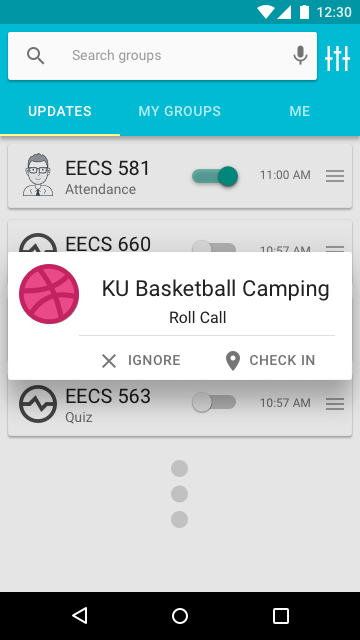 12:30
Search groups
UPDATES
MY GROUPS
ME
EECS 581
Attendance
11:00 AM
EECS 660
10:57 AM
KU Basketball Camping
Roll Call
IGNORE
CHECK IN
EECS 563
Quiz
10:57 AM